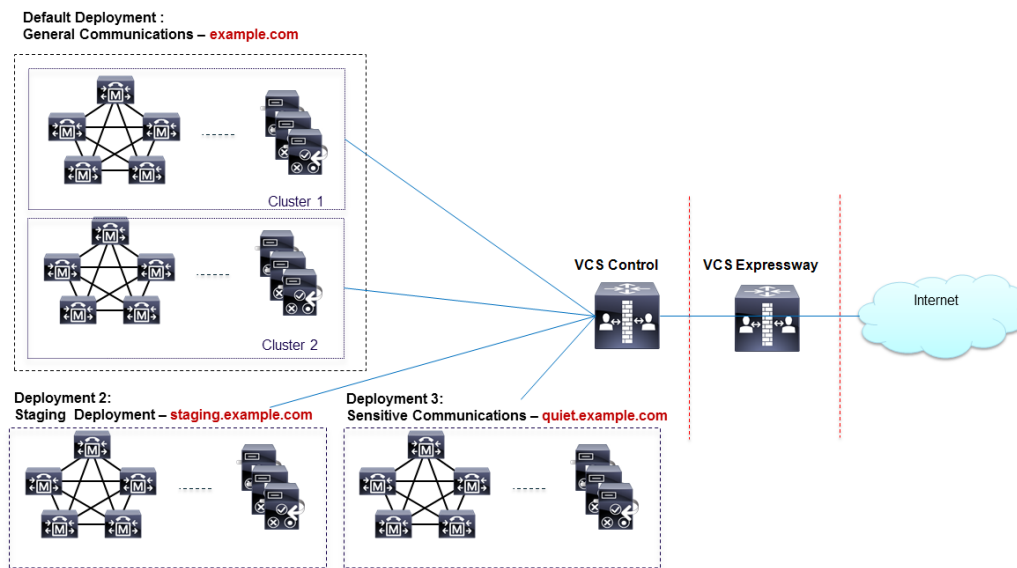 Default Deployment :
General Communications – example.com
M
M
M
M
M
Cluster 1
M
M
M
M
M
Cluster 2
VCS Control
VCS Expressway
Internet
Deployment 2:
Staging Deployment – staging.example.com
M
M
M
M
M
Deployment 3:
Sensitive Communications – quiet.example.com
M
M
M
M
M